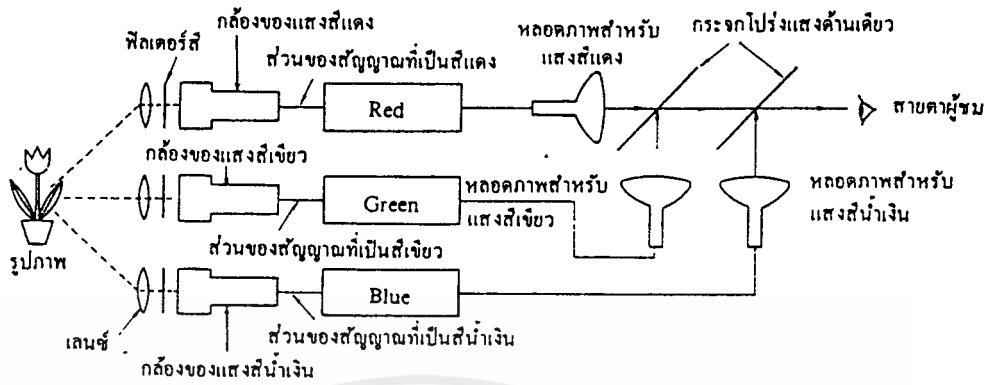 กล้องของแสงสีแดง
ฟิลเตอร์สี
ส่วนของสัญญาณที่เป็นสีแดง
Red
หลอดภาพสำหรับ
แสงสีแดง
กระจกโปร่งแสงด้านเดียว
สายตาผู้ชม
กล้องของแสงสีเขียว
ส่วนของสัญญาณที่เป็นสีเขียว
Green
หลอดภาพสำหรับ
แสงสีเขียว
หลอดภาพสำหรับ
แสงสีน้ำเงิน
รูปภาพ
เลนซ์
กล้องของแสงสีน้ำเงิน
ส่วนของสัญญาณที่เป็นสีน้ำเงิน
Blue